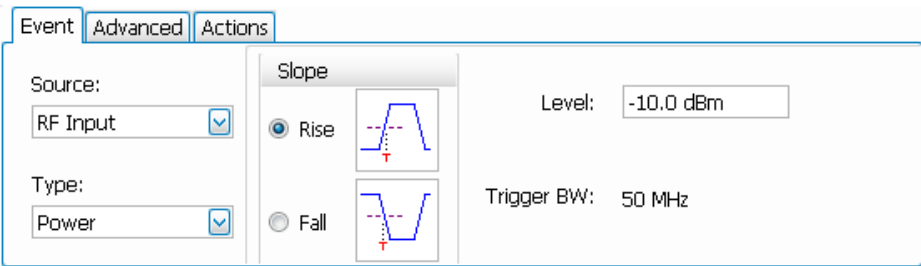 Event Advanced Actions
Source:
RF Input
Type:
Power
Slope
Rise
T
Fall
T
Level: -10.0 dBm
Trigger BW: 50 MHz